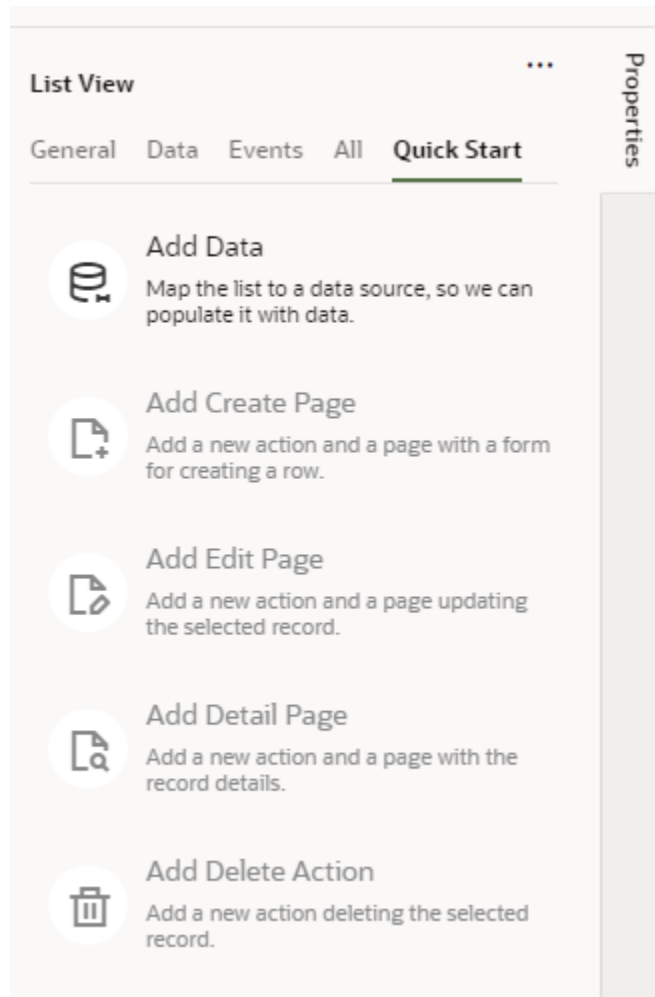 List View
...
Properties
General Data Events All Quick Start
Add Data
Map the list to a data source, so we can
populate it with data.
Add Create Page
Add a new action and a page with a form
for creating a row.
Add Edit Page
Add a new action and a page updating
the selected record.
Add Detail Page
Add a new action and a page with the
record details.
Add Delete Action
Add a new action deleting the selected
record.